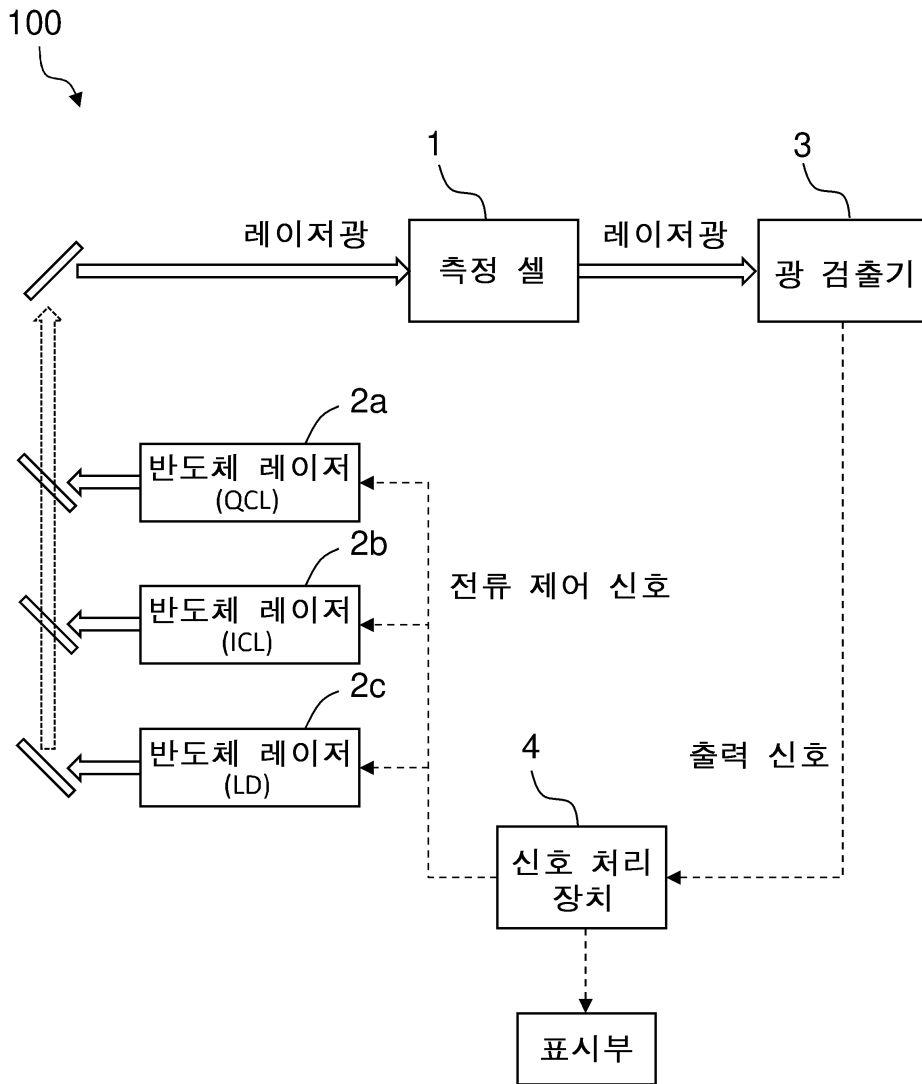 100
1
3
레이저광
레이저광
측정 셀
광 검출기
2a
반도체 레이저
(QCL)
2b
반도체 레이저
(ICL)
전류 제어 신호
2c
반도체 레이저
(LD)
출력 신호
4
신호 처리
장치
표시부